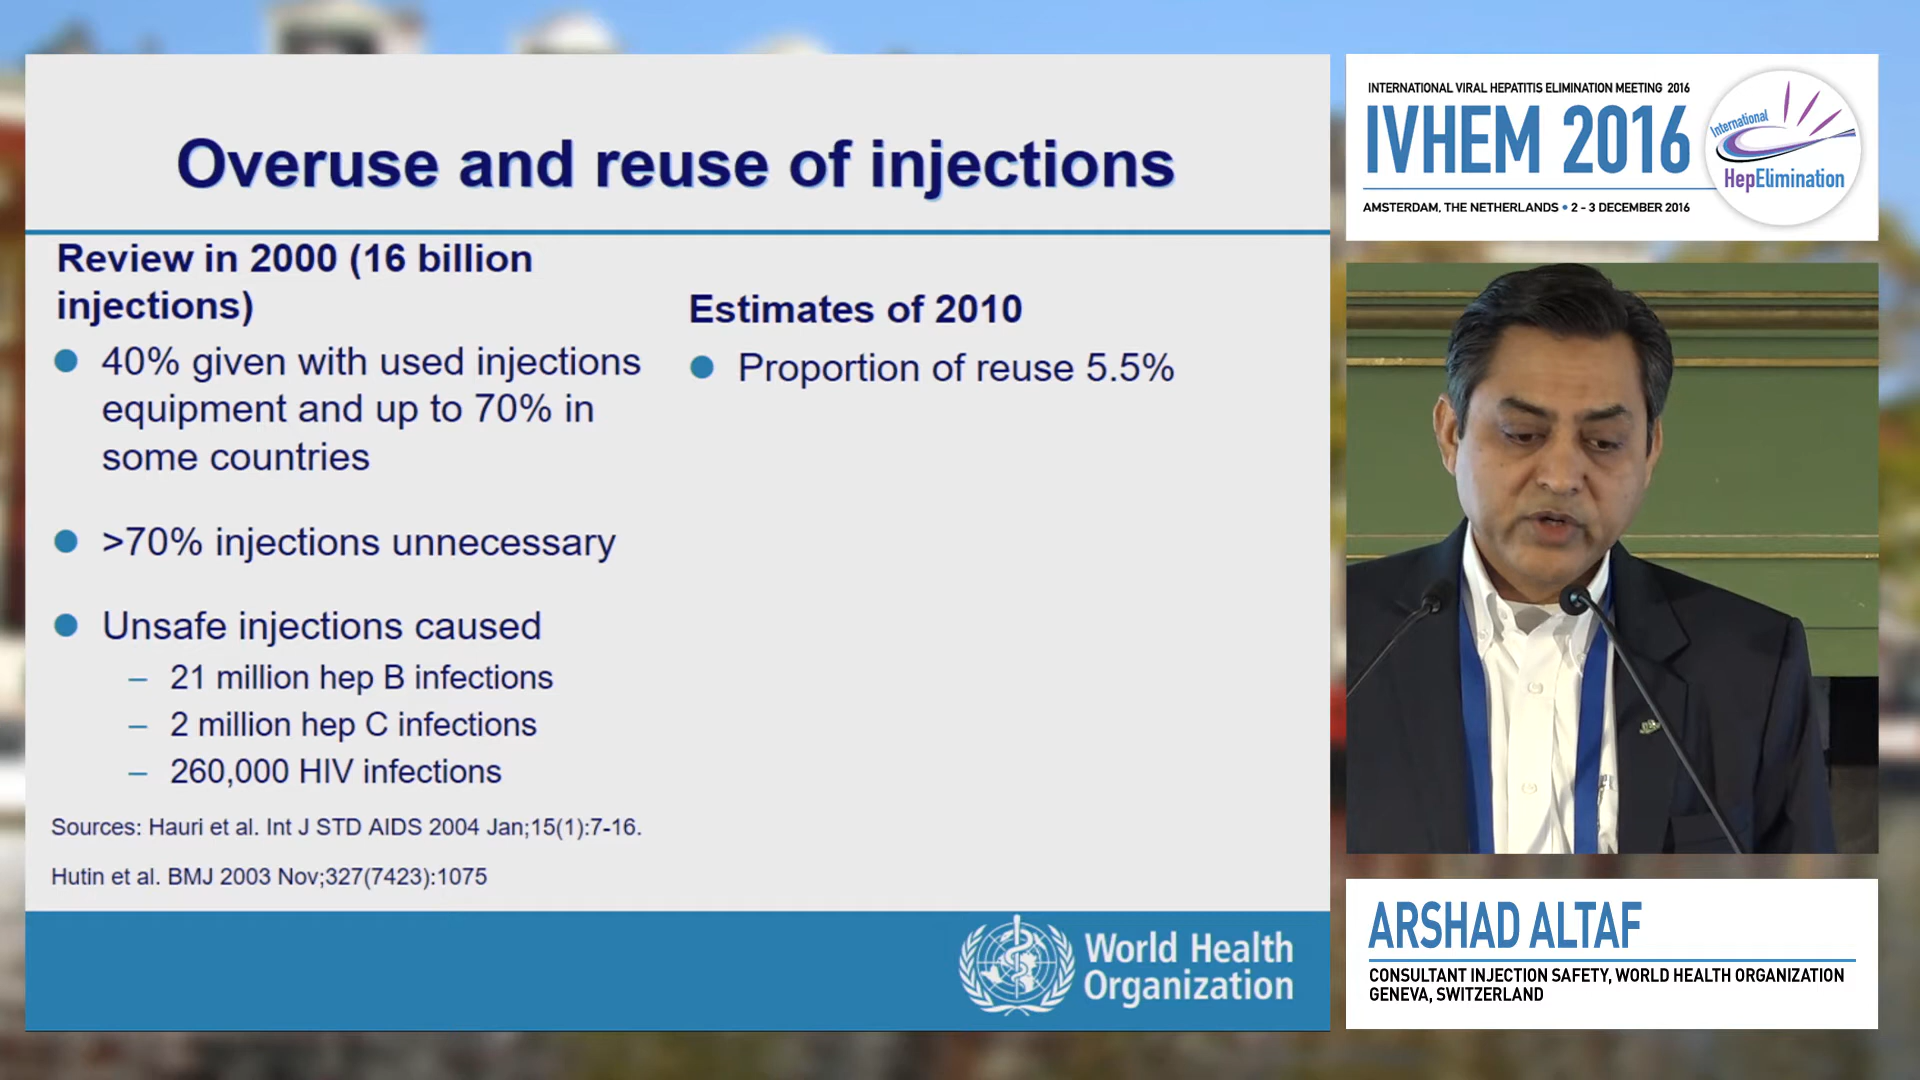 Overuse and reuse of injections
Review in 2000 (16 billion
injections)
40% given with used injections
equipment and up to 70% in
some countries
>70% injections unnecessary
Unsafe injections caused
– 21 million hep B infections
– 2 million hep C infections
– 260,000 HIV infections
Sources: Hauri et al. Int J STD AIDS 2004 Jan;15(1):7-16.
Hutin et al. BMJ 2003 Nov;327(7423):1075
Estimates of 2010
Proportion of reuse 5.5%
World Health
Organization
INTERNATIONAL VIRAL HEPATITIS ELIMINATION MEETING 2016
IVHEM 2016
AMSTERDAM, THE NETHERLANDS • 2 - 3 DECEMBER 2016
International
HepElimination
ARSHAD ALTAF
CONSULTANT INJECTION SAFETY, WORLD HEALTH ORGANIZATION
GENEVA, SWITZERLAND